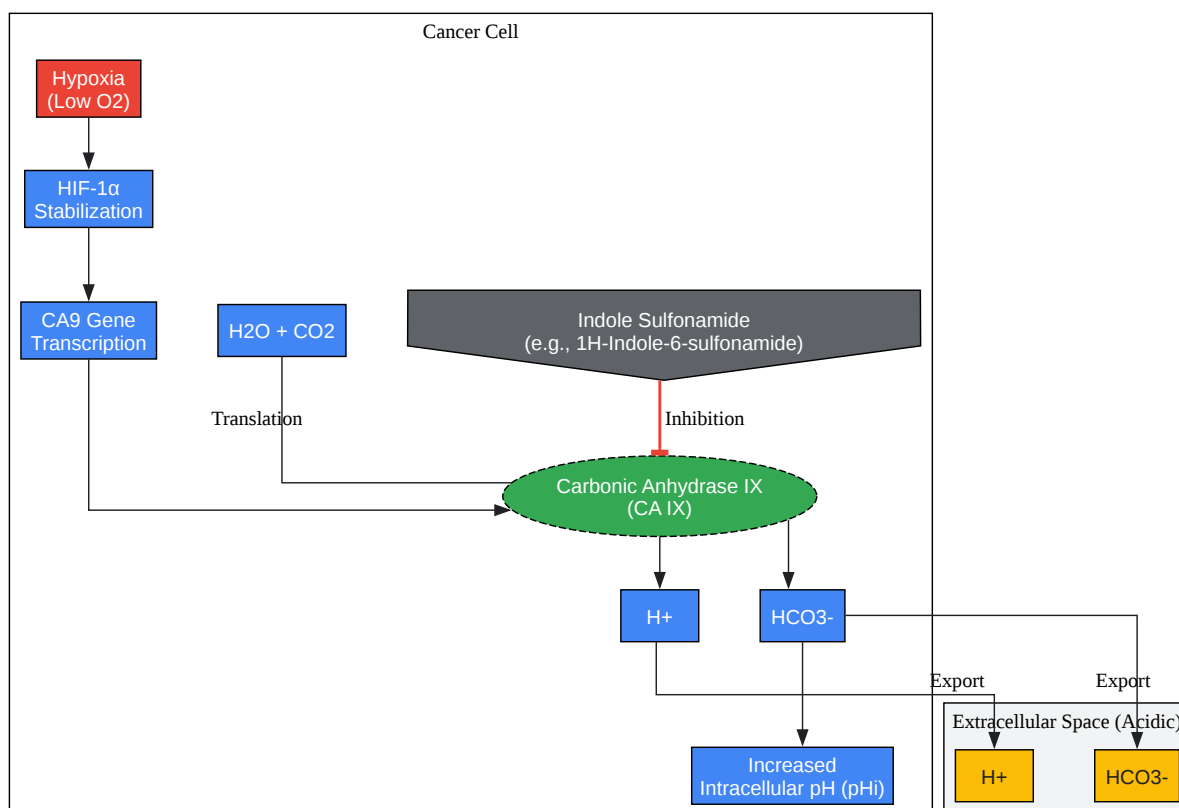 Cancer Cell
Hypoxia
(Low O2)
HIF-1α
Stabilization
CA9 Gene
Transcription
H2O + CO2
Indole Sulfonamide
(e.g., 1H-Indole-6-sulfonamide)
Translation
Inhibition
Carbonic Anhydrase IX
(CA IX)
H+
HCO3-
Export
Export
Extracellular Space (Acidic)
Increased
Intracellular pH (pHi)
H+
HCO3-